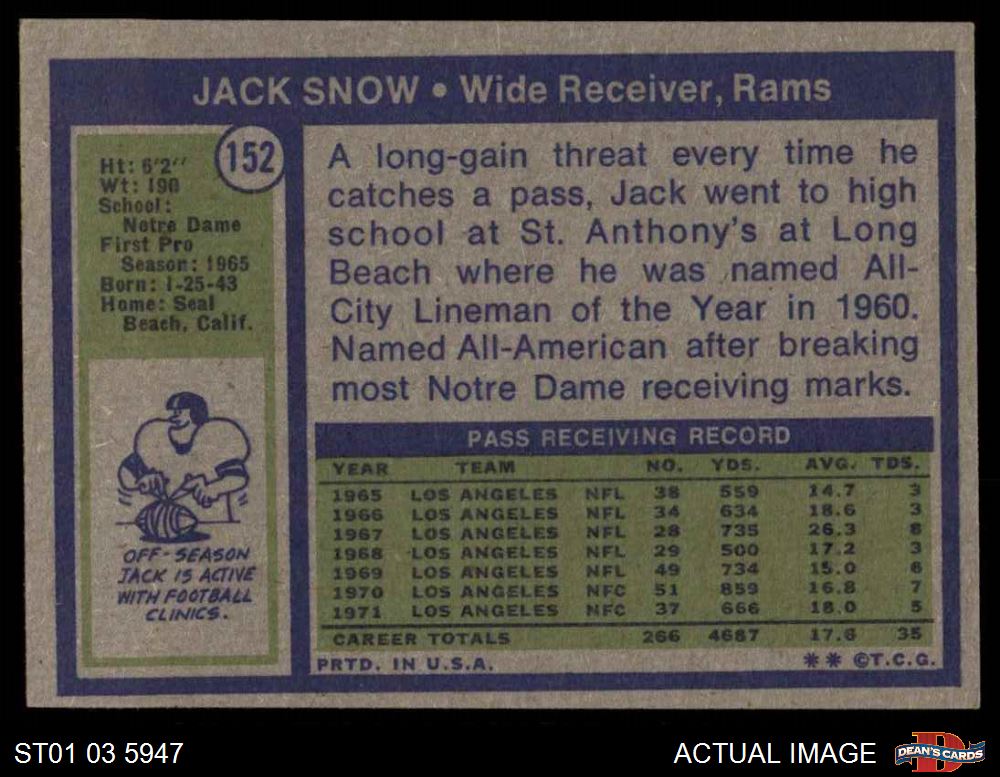 JACK SNOW • Wide Receiver, Rams
152
Ht: 6'2"
Wt: 190
School:
Notre Dame
First Pro
Season: 1965
Born: 1-25-43
Home: Seal
Beach, Calif.
OFF-SEASON
JACK IS ACTIVE
WITH FOOTBALL
CLINICS.
A long-gain threat every time he
catches a pass, Jack went to high
school at St. Anthony's at Long
Beach where he was named All-
City Lineman of the Year in 1960.
Named All-American after breaking
most Notre Dame receiving marks.
PASS RECEIVING RECORD
YEAR TEAM NO. YDS. AVG. TDS.
1965 LOS ANGELES NFL 38 559 14.7 3
1966 LOS ANGELES NFL 34 634 18.6 3
1967 LOS ANGELES NFL 28 735 26.3 8
1968 LOS ANGELES NFL 29 500 17.2 3
1969 LOS ANGELES NFL 49 734 15.0 6
1970 LOS ANGELES NFC 51 859 16.8 7
1971 LOS ANGELES NFC 37 666 18.0 5
CAREER TOTALS 266 4687 17.6 35
PRTD. IN U.S.A. ** ©T.C.G.
ST01 03 5947 ACTUAL IMAGE
D
DEAN'S CARDS